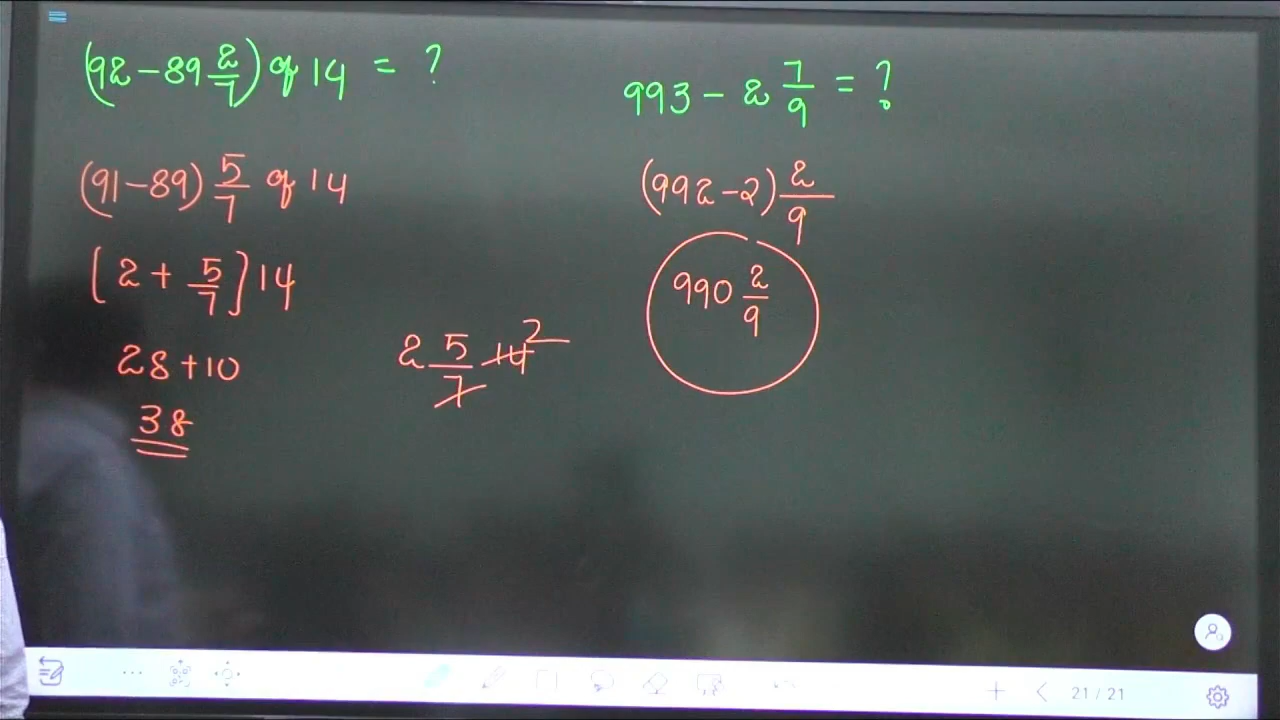 (92 - 89 2/7) of 14 = ?
(91 - 89) 5/7 of 14
[2 + 5/7] 14
28 + 10
38
2 5/7 14 2
993 - 2 7/9 = ?
(992 - 2) 2/9
990 2/9
21 / 21